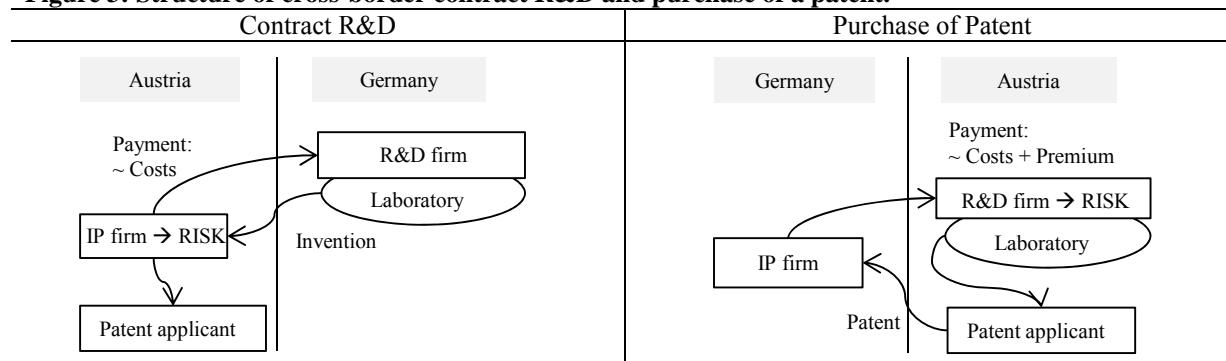 Figure 3: Structure of cross-border contract R&D and purchase of a patent.
Contract R&D
Purchase of Patent
Austria
Germany
Payment:
~ Costs
R&D firm
Laboratory
IP firm → RISK
Invention
Patent applicant
Germany
Austria
Payment:
~ Costs + Premium
R&D firm → RISK
Laboratory
IP firm
Patent
Patent applicant